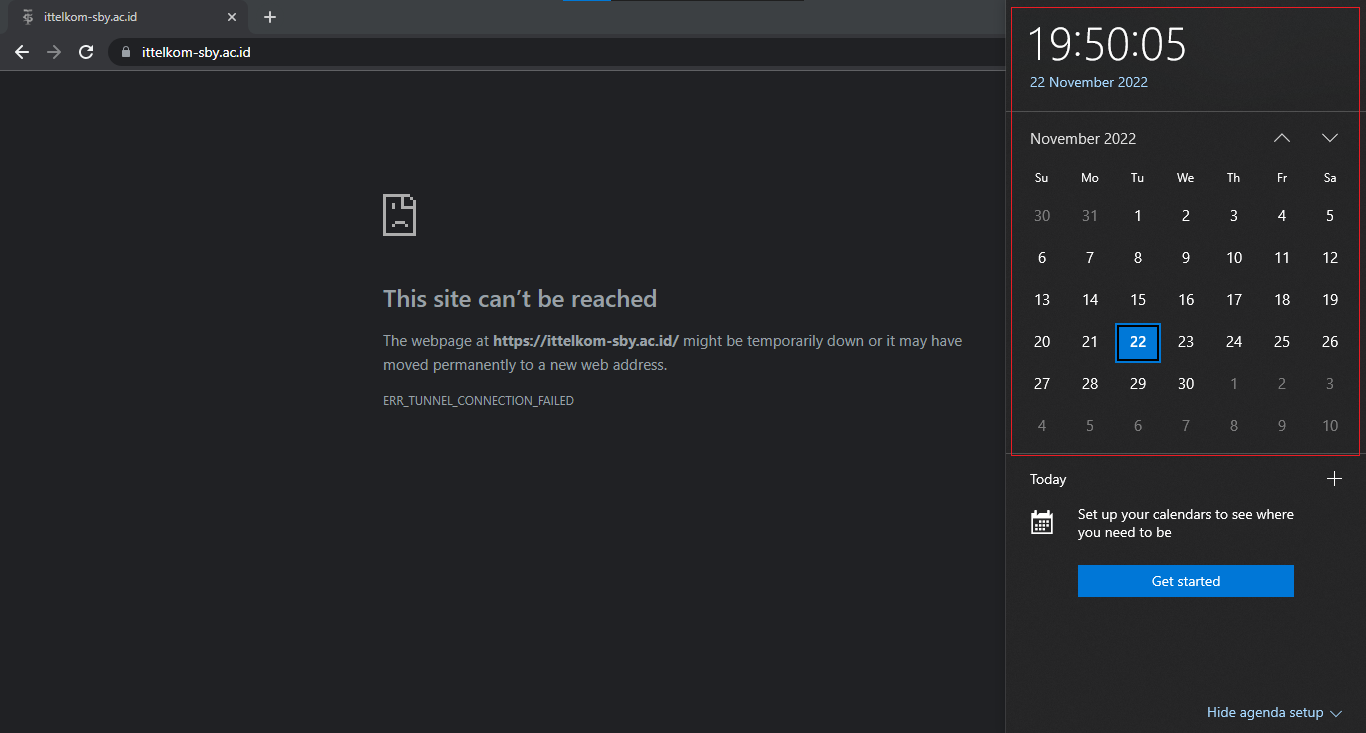 ittelkom-sby.ac.id
ittelkom-sby.ac.id
This site can't be reached
The webpage at https://ittelkom-sby.ac.id/ might be temporarily down or it may have
moved permanently to a new web address.
ERR_TUNNEL_CONNECTION_FAILED
19:50:05
22 November 2022
November 2022
Su Mo Tu We Th Fr Sa
30 31 1 2 3 4 5
6 7 8 9 10 11 12
13 14 15 16 17 18 19
20 21 22 23 24 25 26
27 28 29 30 1 2 3
4 5 6 7 8 9 10
Today
Set up your calendars to see where
you need to be
Get started
Hide agenda setup